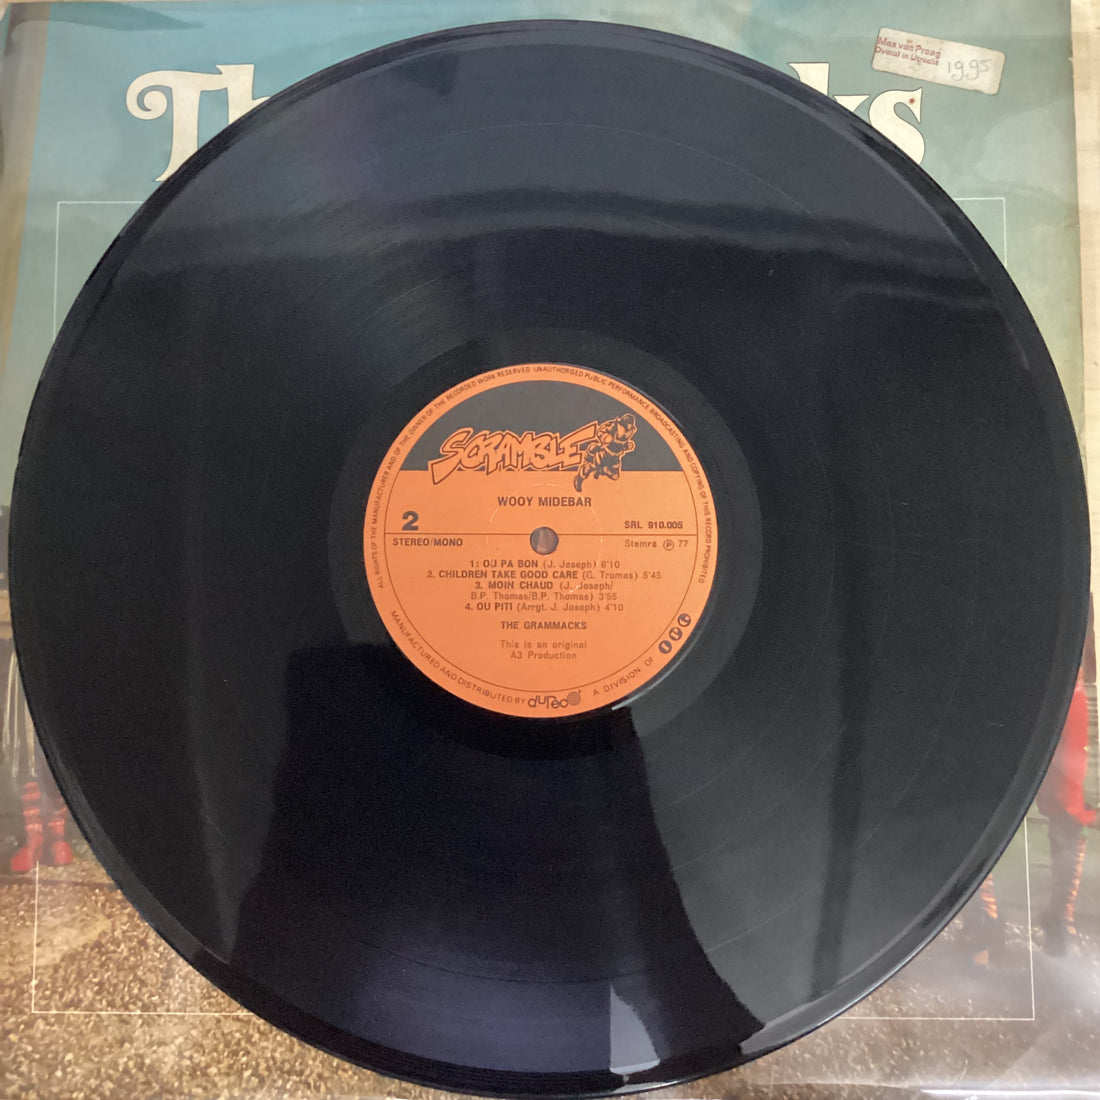 Th
ks
Max van Praag
Overal in Utrecht
19.95
ALL RIGHTS OF THE MANUFACTURER AND OF THE OWNER OF THE RECORDED WORK RESERVED. UNAUTHORISED PUBLIC PERFORMANCE BROADCASTING AND COPYING OF THIS RECORD PROHIBITED
SCRAMBLE
WOOY MIDEBAR
2
SRL 910.005
STEREO/MONO
Stemra Ⓟ 77
1: OU PA BON (J. Joseph) 6'10
2. CHILDREN TAKE GOOD CARE (G. Tromas) 5'45
3. MOIN CHAUD (J. Joseph/
B.P. Thomas/B.P. Thomas) 3'55
4. OU PITI (Arrgt. J. Joseph) 4'10
THE GRAMMACKS
This is an original
A3 Production
MANUFACTURED AND DISTRIBUTED BY dureco A DIVISION OF